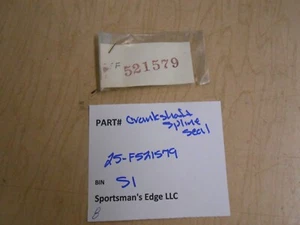 F 521579
PART# Crankshaft
Spline
Seal
25-F521579
BIN S1
Sportsman's Edge LLC